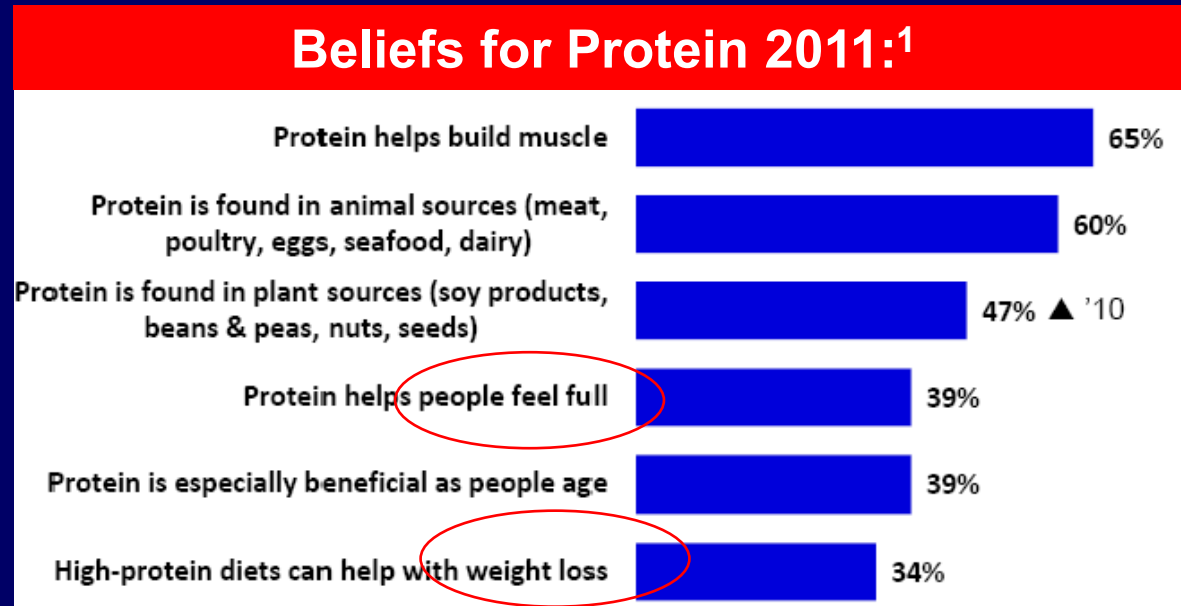 Beliefs for Protein 2011:¹
Protein helps build muscle
65%
Protein is found in animal sources (meat,
poultry, eggs, seafood, dairy)
60%
Protein is found in plant sources (soy products,
beans & peas, nuts, seeds)
47% ▲ ’10
Protein helps people feel full
39%
Protein is especially beneficial as people age
39%
High-protein diets can help with weight loss
34%